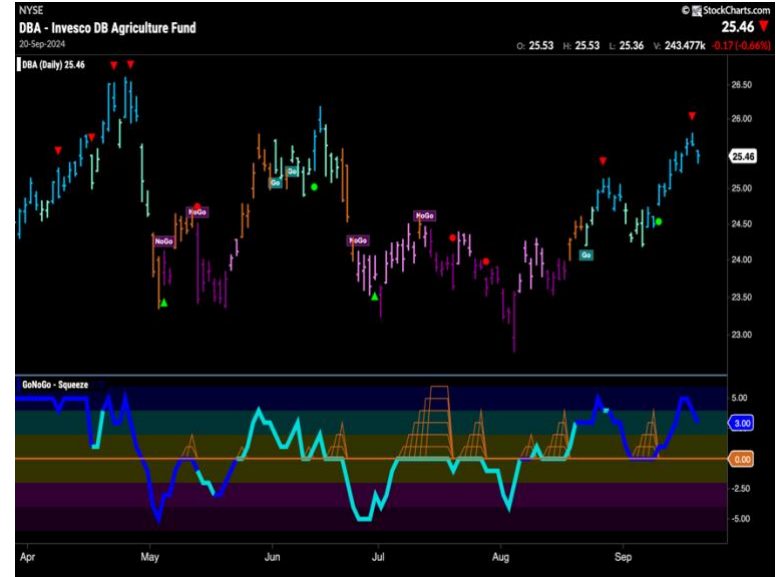 NYSE
© StockCharts.com
DBA - Invesco DB Agriculture Fund
25.46
20-Sep-2024
O: 25.53 H: 25.53 L: 25.36 V: 243.477k -0.17 (-0.66%)
DBA (Daily) 25.46
26.50
26.00
25.46
25.00
24.50
24.00
23.50
23.00
NoGo
NoGo
Go
Go
NoGo
NoGo
Go
GoNoGo - Squeeze
5.00
3.00
0.00
-2.50
-5.00
Apr May Jun Jul Aug Sep